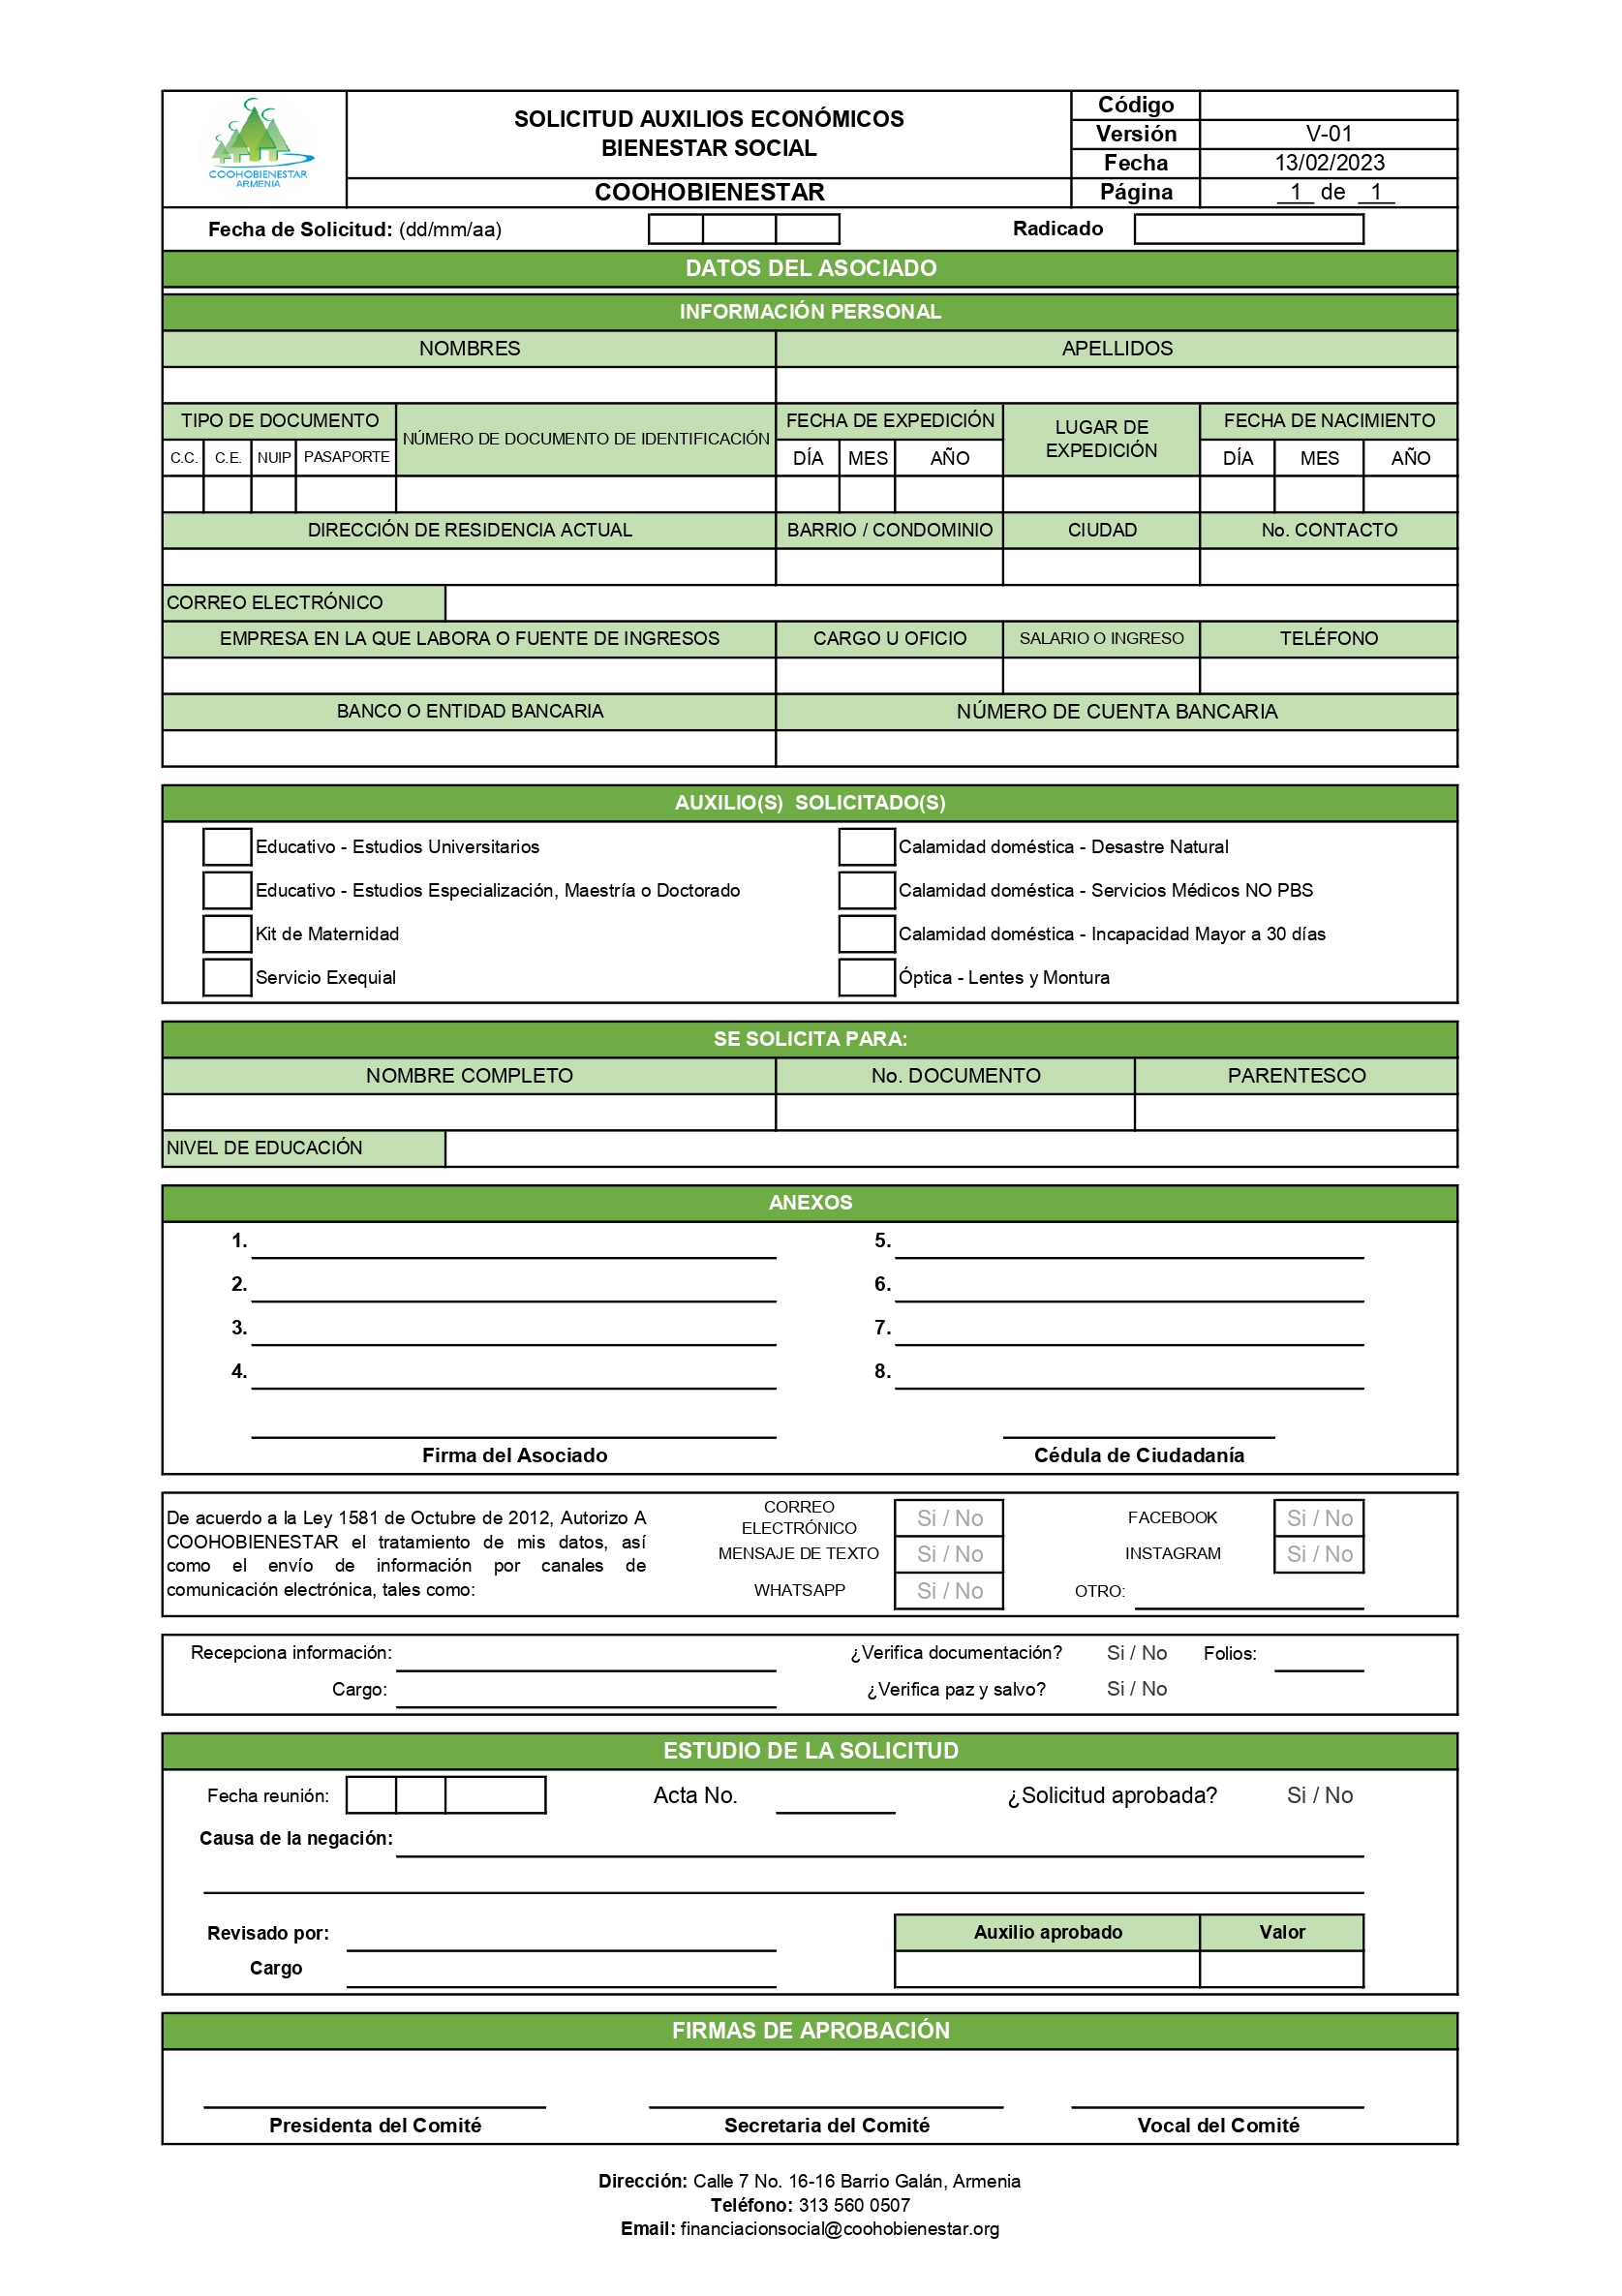 COOHOBIENESTAR
ARMENIA
SOLICITUD AUXILIOS ECONÓMICOS
BIENESTAR SOCIAL
COOHOBIENESTAR
Código
Versión V-01
Fecha 13/02/2023
Página 1 de 1
Fecha de Solicitud: (dd/mm/aa) Radicado
DATOS DEL ASOCIADO
INFORMACIÓN PERSONAL
NOMBRES APELLIDOS
TIPO DE DOCUMENTO NÚMERO DE DOCUMENTO DE IDENTIFICACIÓN FECHA DE EXPEDICIÓN LUGAR DE EXPEDICIÓN FECHA DE NACIMIENTO
C.C. C.E. NUIP PASAPORTE DÍA MES AÑO DÍA MES AÑO
DIRECCIÓN DE RESIDENCIA ACTUAL BARRIO / CONDOMINIO CIUDAD No. CONTACTO
CORREO ELECTRÓNICO
EMPRESA EN LA QUE LABORA O FUENTE DE INGRESOS CARGO U OFICIO SALARIO O INGRESO TELÉFONO
BANCO O ENTIDAD BANCARIA NÚMERO DE CUENTA BANCARIA
AUXILIO(S) SOLICITADO(S)
Educativo - Estudios Universitarios Calamidad doméstica - Desastre Natural
Educativo - Estudios Especialización, Maestría o Doctorado Calamidad doméstica - Servicios Médicos NO PBS
Kit de Maternidad Calamidad doméstica - Incapacidad Mayor a 30 días
Servicio Exequial Óptica - Lentes y Montura
SE SOLICITA PARA:
NOMBRE COMPLETO No. DOCUMENTO PARENTESCO
NIVEL DE EDUCACIÓN
ANEXOS
1. 5.
2. 6.
3. 7.
4. 8.
Firma del Asociado Cédula de Ciudadanía
De acuerdo a la Ley 1581 de Octubre de 2012, Autorizo A
COOHOBIENESTAR el tratamiento de mis datos, así
como el envío de información por canales de
comunicación electrónica, tales como:
CORREO
ELECTRÓNICO Si / No FACEBOOK Si / No
MENSAJE DE TEXTO Si / No INSTAGRAM Si / No
WHATSAPP Si / No OTRO:
Recepciona información: ¿Verifica documentación? Si / No Folios:
Cargo: ¿Verifica paz y salvo? Si / No
ESTUDIO DE LA SOLICITUD
Fecha reunión: Acta No. ¿Solicitud aprobada? Si / No
Causa de la negación:
Revisado por: Auxilio aprobado Valor
Cargo
FIRMAS DE APROBACIÓN
Presidenta del Comité Secretaria del Comité Vocal del Comité
Dirección: Calle 7 No. 16-16 Barrio Galán, Armenia
Teléfono: 313 560 0507
Email: financiacionsocial@coohobienestar.org